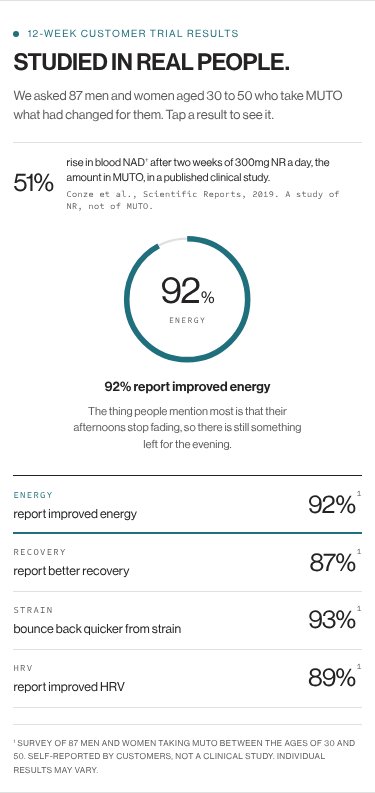 12-WEEK CUSTOMER TRIAL RESULTS
STUDIED IN REAL PEOPLE.
We asked 87 men and women aged 30 to 50 who take MUTO
what had changed for them. Tap a result to see it.
51%
rise in blood NAD⁺ after two weeks of 300mg NR a day, the
amount in MUTO, in a published clinical study.
Conze et al., Scientific Reports, 2019. A study of
NR, not of MUTO.
92%
ENERGY
92% report improved energy
The thing people mention most is that their
afternoons stop fading, so there is still something
left for the evening.
ENERGY
report improved energy
92%¹
RECOVERY
report better recovery
87%¹
STRAIN
bounce back quicker from strain
93%¹
HRV
report improved HRV
89%¹
¹ SURVEY OF 87 MEN AND WOMEN TAKING MUTO BETWEEN THE AGES OF 30 AND
50. SELF-REPORTED BY CUSTOMERS, NOT A CLINICAL STUDY. INDIVIDUAL
RESULTS MAY VARY.